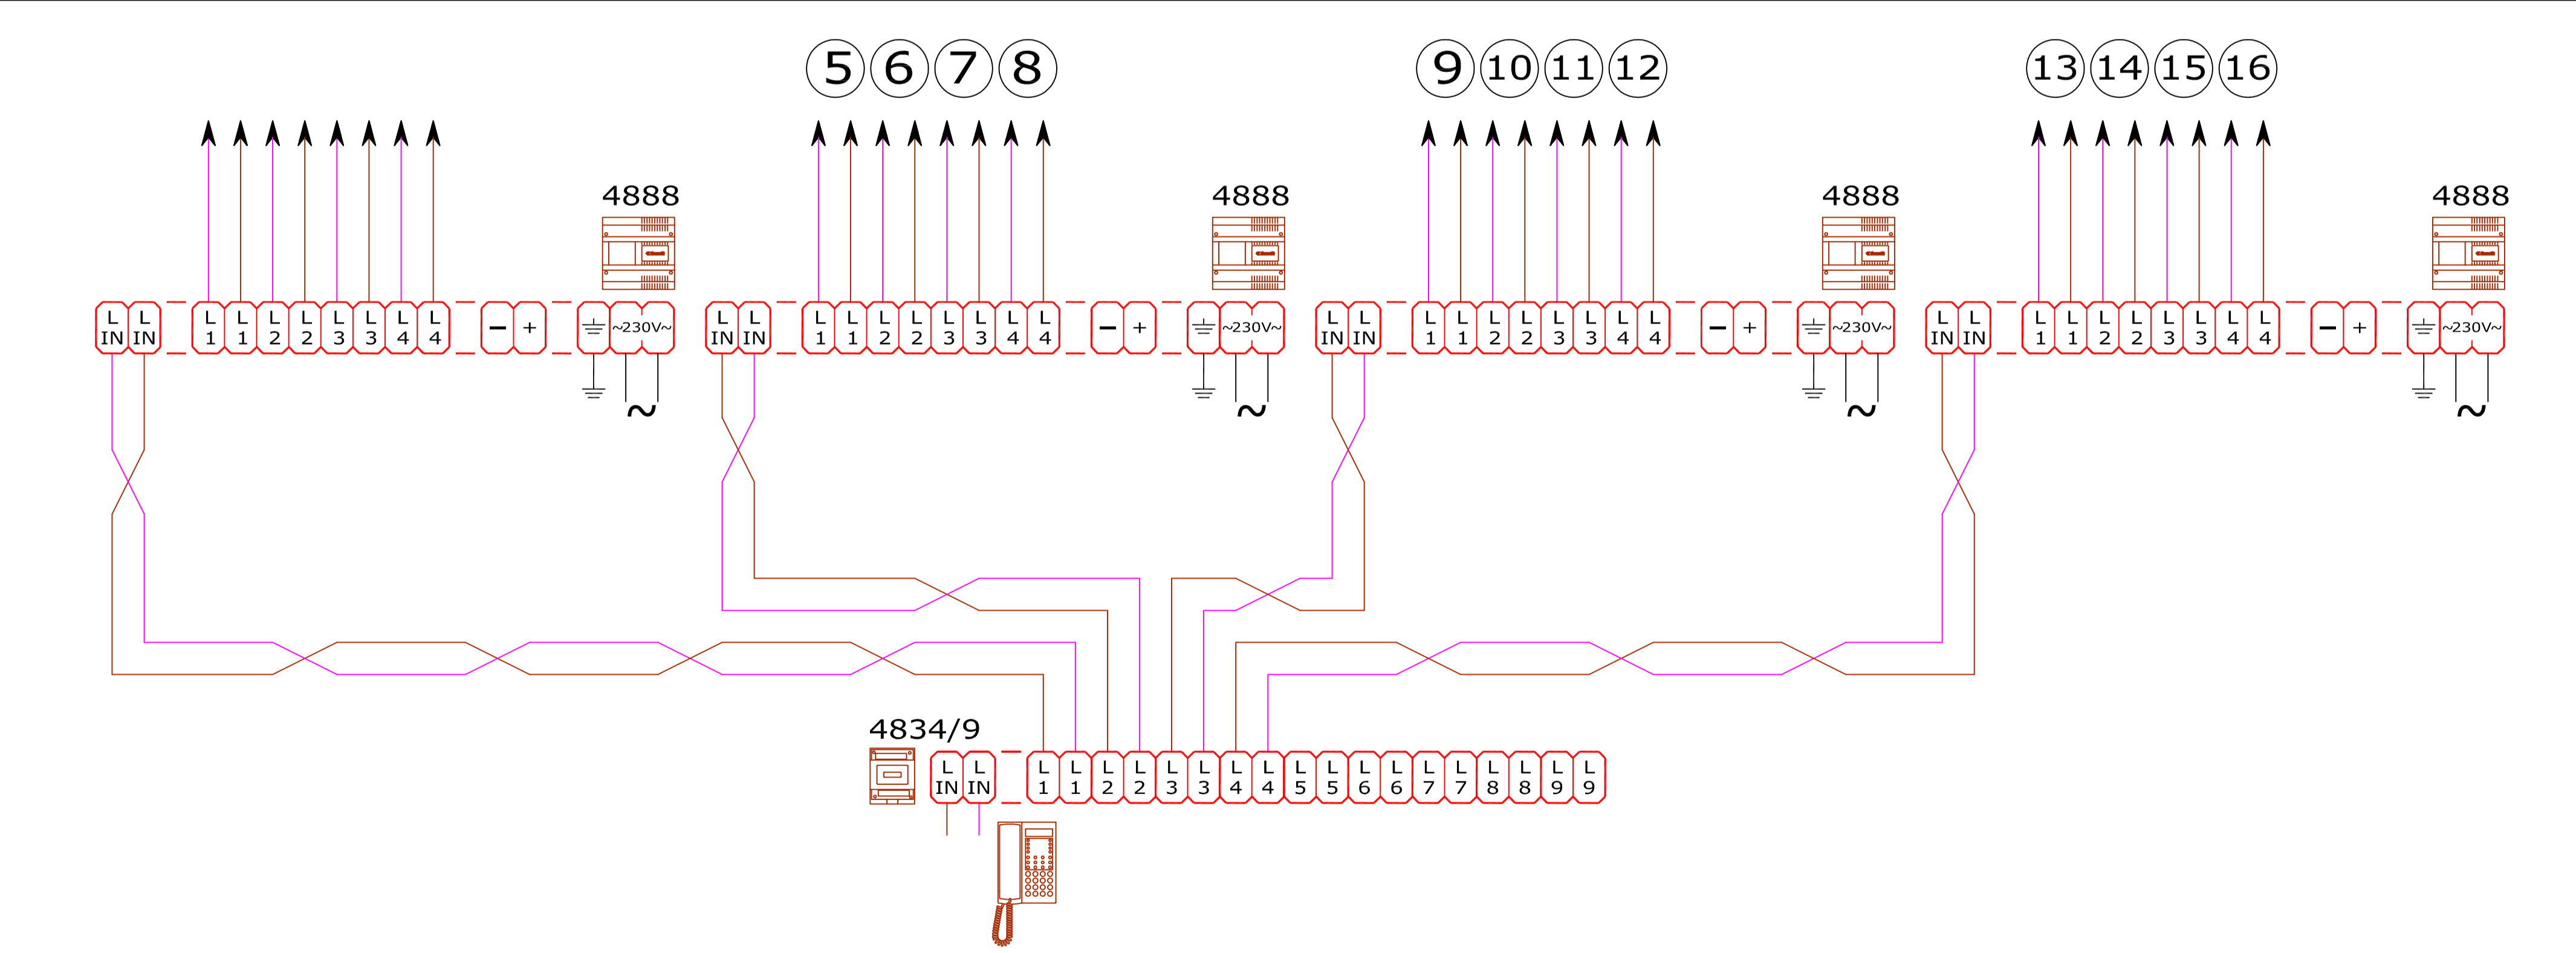 5 6 7 8 9 10 11 12 13 14 15 16
4888 4888 4888 4888
L IN L IN L 1 L 1 L 2 L 2 L 3 L 3 L 4 L 4 − + ~230V~
L IN L IN L 1 L 1 L 2 L 2 L 3 L 3 L 4 L 4 − + ~230V~
L IN L IN L 1 L 1 L 2 L 2 L 3 L 3 L 4 L 4 − + ~230V~
L IN L IN L 1 L 1 L 2 L 2 L 3 L 3 L 4 L 4 − + ~230V~
~ ~ ~ ~
4834/9
L IN L IN L 1 L 1 L 2 L 2 L 3 L 3 L 4 L 4 L 5 L 5 L 6 L 6 L 7 L 7 L 8 L 8 L 9 L 9